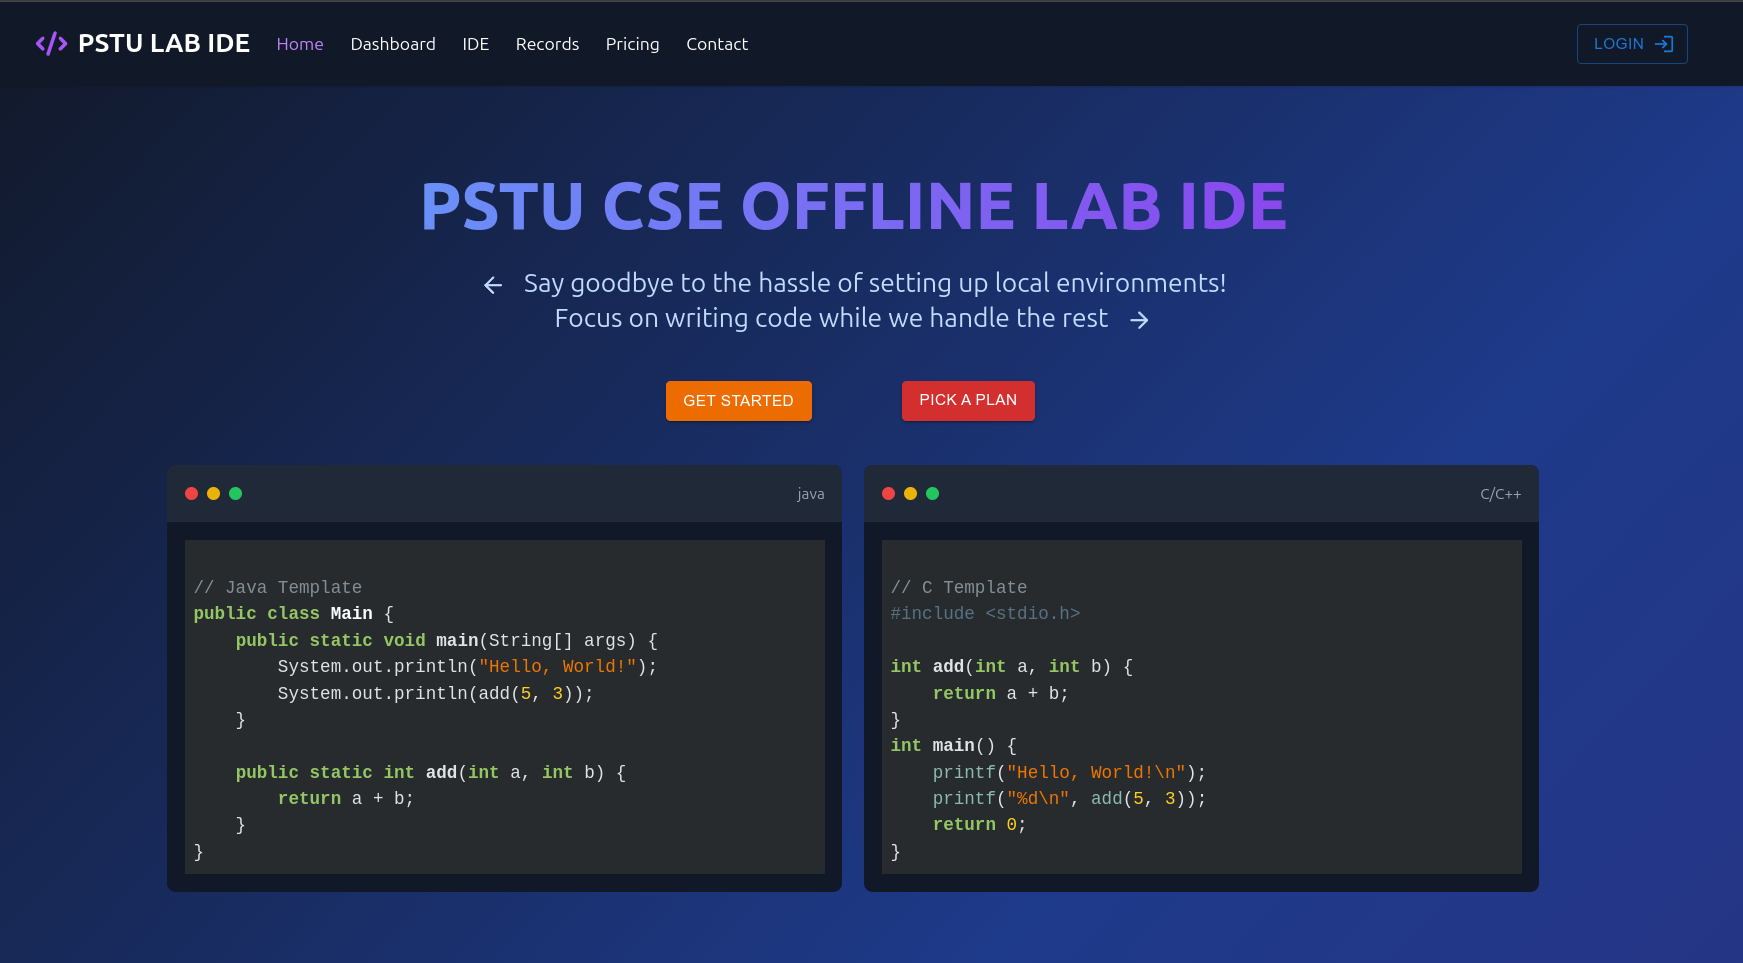 </> PSTU LAB IDE Home Dashboard IDE Records Pricing Contact LOGIN
PSTU CSE OFFLINE LAB IDE
← Say goodbye to the hassle of setting up local environments!
Focus on writing code while we handle the rest →
GET STARTED PICK A PLAN
java
// Java Template
public class Main {
    public static void main(String[] args) {
        System.out.println("Hello, World!");
        System.out.println(add(5, 3));
    }

    public static int add(int a, int b) {
        return a + b;
    }
}
C/C++
// C Template
#include <stdio.h>

int add(int a, int b) {
    return a + b;
}
int main() {
    printf("Hello, World!\n");
    printf("%d\n", add(5, 3));
    return 0;
}